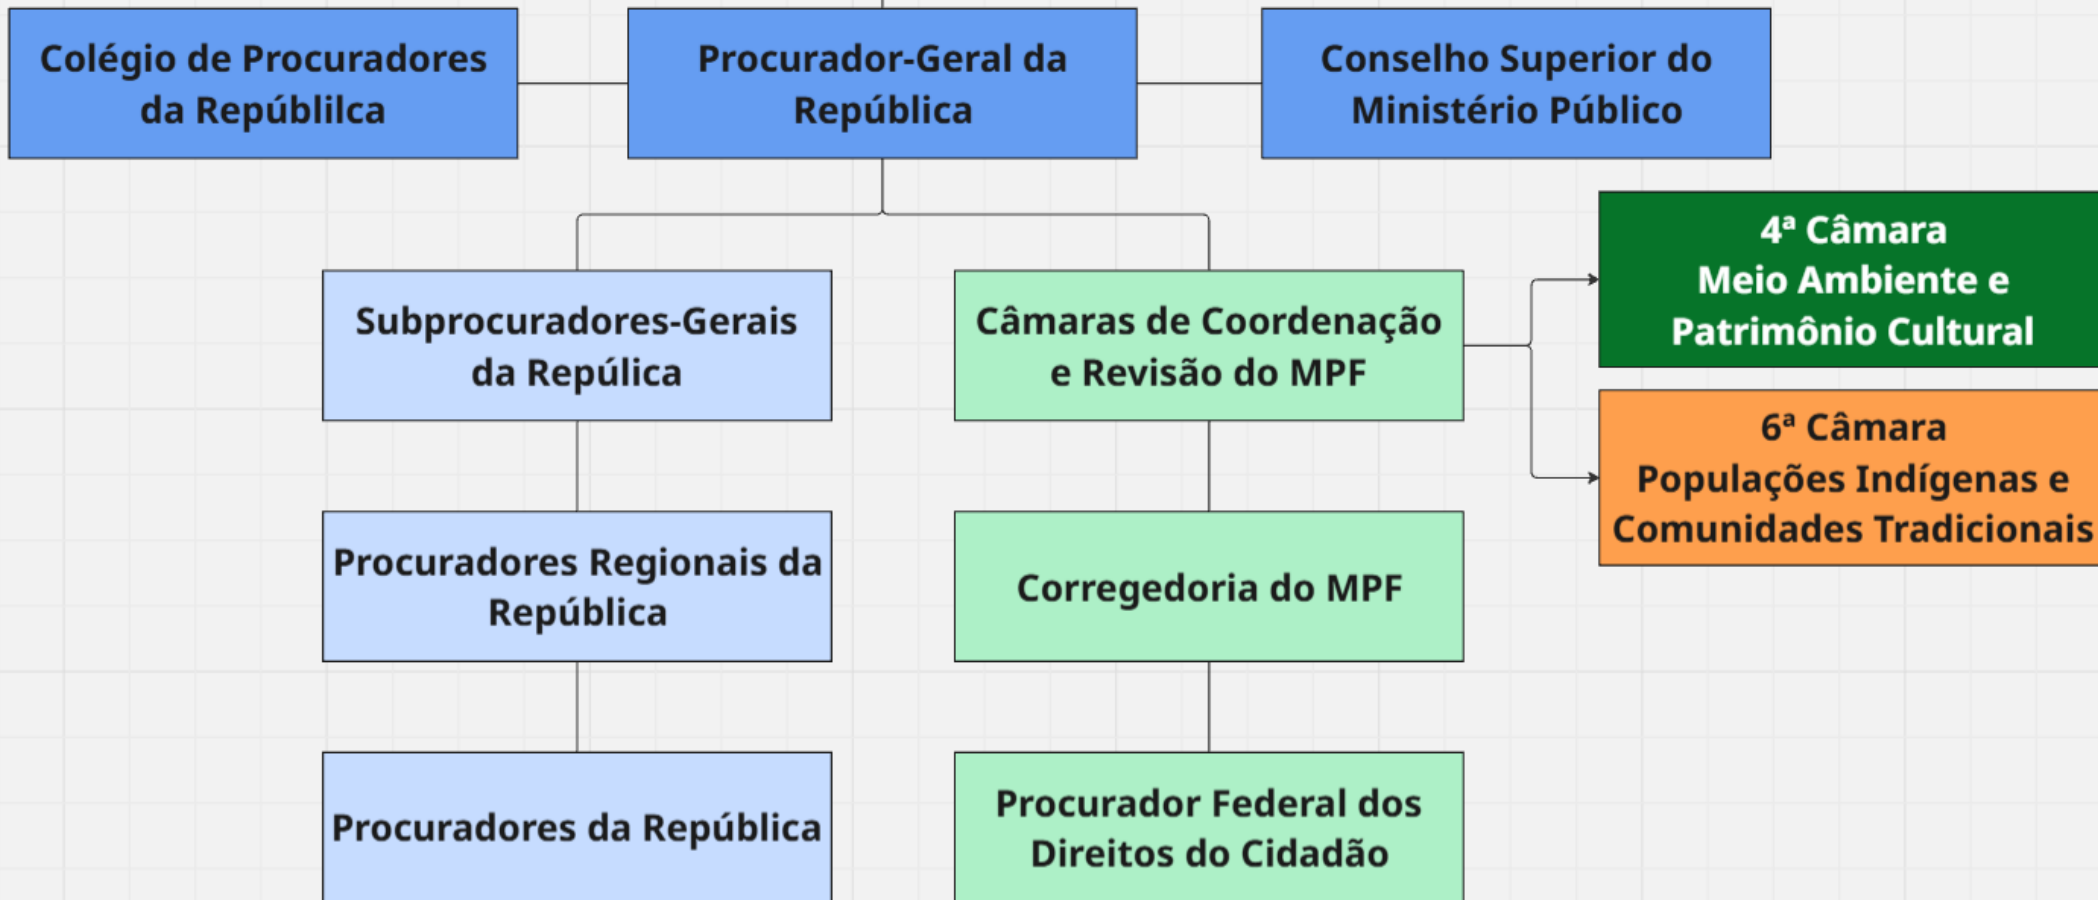 Colégio de Procuradores
da Repúblilca
Procurador-Geral da
República
Conselho Superior do
Ministério Público
4ª Câmara
Meio Ambiente e
Patrimônio Cultural
Subprocuradores-Gerais
da Repúlica
Câmaras de Coordenação
e Revisão do MPF
6ª Câmara
Populações Indígenas e
Comunidades Tradicionais
Procuradores Regionais da
República
Corregedoria do MPF
Procuradores da República
Procurador Federal dos
Direitos do Cidadão